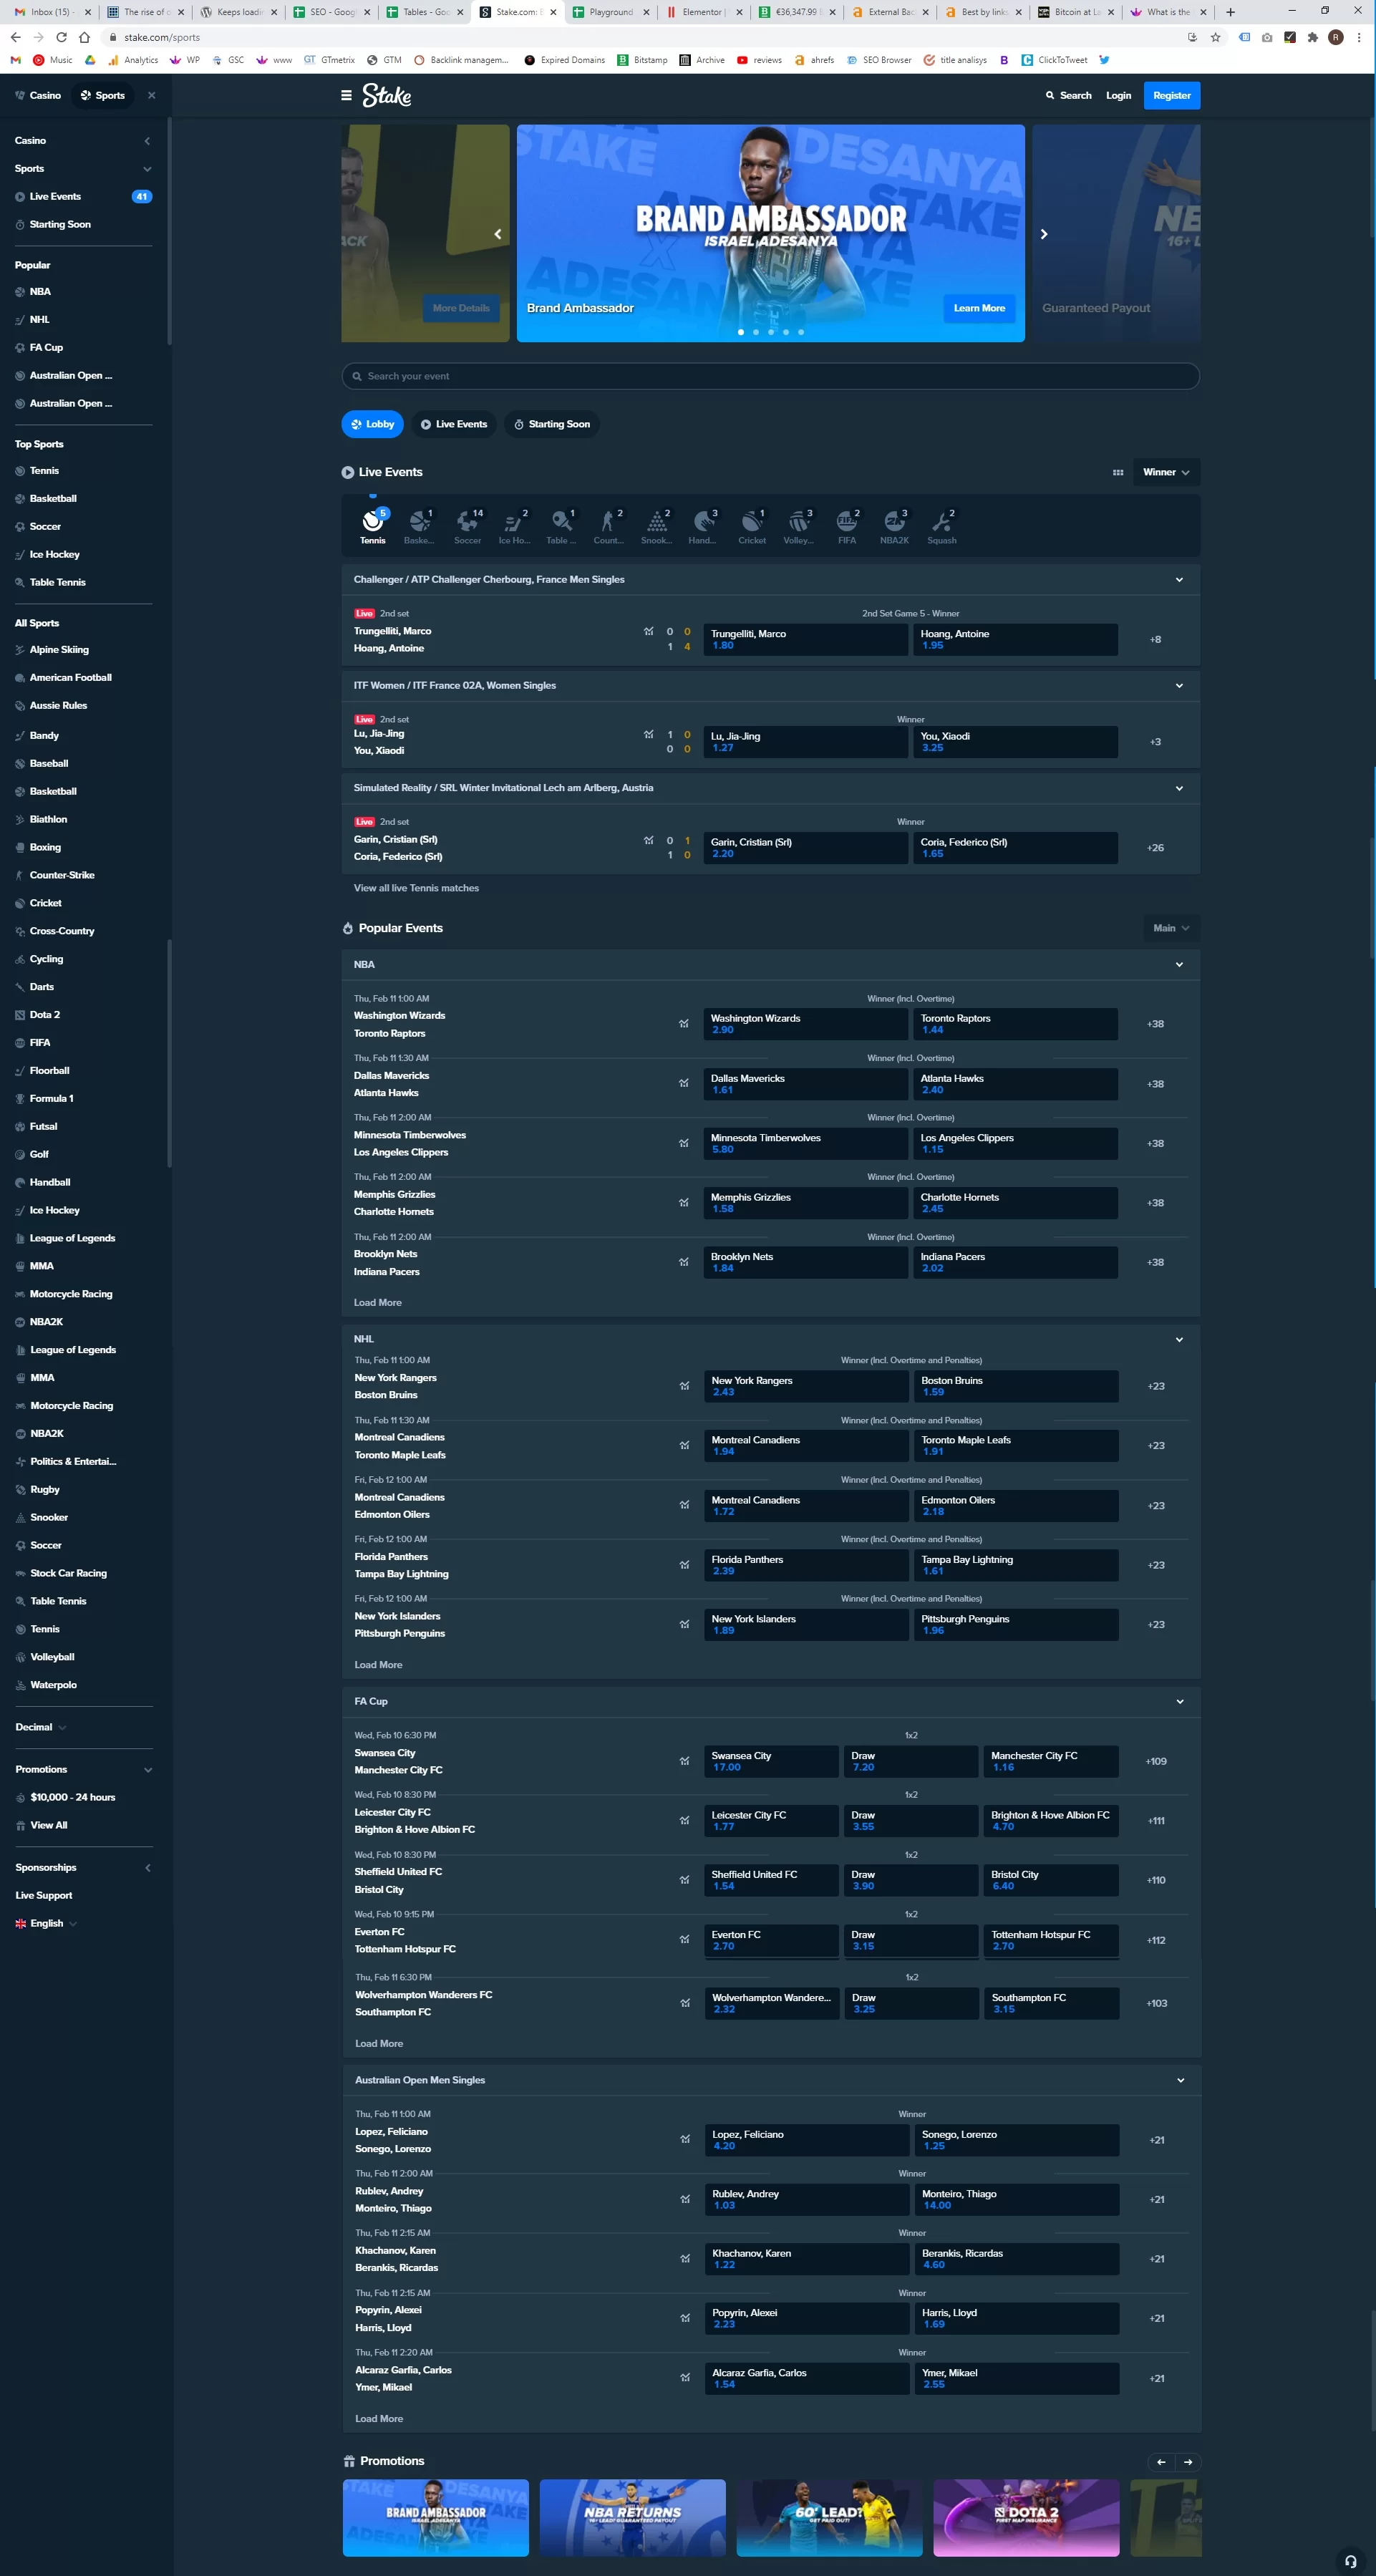 Inbox (15) -
The rise of
Keeps loadin
SEO - Googl
Tables - Goo
Stake.com:
Playground
Elementor |
€36,347.99
External Bac
Best by links
Bitcoin at La
What is the
stake.com/sports
R
Music
Analytics
WP
GSC
www
GT GTmetrix
GTM
Backlink managem...
Expired Domains
Bitstamp
Archive
reviews
ahrefs
SEO Browser
title analisys
B
ClickToTweet
Casino
Sports
Stake
Search
Login
Register
Casino
Sports
Live Events 41
Starting Soon
Popular
NBA
NHL
FA Cup
Australian Open ...
Australian Open ...
Top Sports
Tennis
Basketball
Soccer
Ice Hockey
Table Tennis
All Sports
Alpine Skiing
American Football
Aussie Rules
Bandy
Baseball
Basketball
Biathlon
Boxing
Counter-Strike
Cricket
Cross-Country
Cycling
Darts
Dota 2
FIFA
Floorball
Formula 1
Futsal
Golf
Handball
Ice Hockey
League of Legends
MMA
Motorcycle Racing
NBA2K
League of Legends
MMA
Motorcycle Racing
NBA2K
Politics & Entertai...
Rugby
Snooker
Soccer
Stock Car Racing
Table Tennis
Tennis
Volleyball
Waterpolo
Decimal
Promotions
$10,000 - 24 hours
View All
Sponsorships
Live Support
English
ACK
More Details
STAKE
DESANYA
STAKE
X
ADESAN
BRAND AMBASSADOR
ISRAEL ADESANYA
UFC
Brand Ambassador
Learn More
NE
16+ L
Guaranteed Payout
Search your event
Lobby
Live Events
Starting Soon
Live Events
Winner
5 Tennis
1 Baske...
14 Soccer
2 Ice Ho...
1 Table ...
2 Count...
2 Snook...
3 Hand...
1 Cricket
3 Volley...
2 FIFA
3 NBA2K
2 Squash
Challenger / ATP Challenger Cherbourg, France Men Singles
Live 2nd set
2nd Set Game 5 - Winner
Trungelliti, Marco 0 0
Hoang, Antoine 1 4
Trungelliti, Marco
1.80
Hoang, Antoine
1.95
+8
ITF Women / ITF France 02A, Women Singles
Live 2nd set
Winner
Lu, Jia-Jing 1 0
You, Xiaodi 0 0
Lu, Jia-Jing
1.27
You, Xiaodi
3.25
+3
Simulated Reality / SRL Winter Invitational Lech am Arlberg, Austria
Live 2nd set
Winner
Garin, Cristian (Srl) 0 1
Coria, Federico (Srl) 1 0
Garin, Cristian (Srl)
2.20
Coria, Federico (Srl)
1.65
+26
View all live Tennis matches
Popular Events
Main
NBA
Thu, Feb 11 1:00 AM
Winner (Incl. Overtime)
Washington Wizards
Toronto Raptors
Washington Wizards
2.90
Toronto Raptors
1.44
+38
Thu, Feb 11 1:30 AM
Winner (Incl. Overtime)
Dallas Mavericks
Atlanta Hawks
Dallas Mavericks
1.61
Atlanta Hawks
2.40
+38
Thu, Feb 11 2:00 AM
Winner (Incl. Overtime)
Minnesota Timberwolves
Los Angeles Clippers
Minnesota Timberwolves
5.80
Los Angeles Clippers
1.15
+38
Thu, Feb 11 2:00 AM
Winner (Incl. Overtime)
Memphis Grizzlies
Charlotte Hornets
Memphis Grizzlies
1.58
Charlotte Hornets
2.45
+38
Thu, Feb 11 2:00 AM
Winner (Incl. Overtime)
Brooklyn Nets
Indiana Pacers
Brooklyn Nets
1.84
Indiana Pacers
2.02
+38
Load More
NHL
Thu, Feb 11 1:00 AM
Winner (Incl. Overtime and Penalties)
New York Rangers
Boston Bruins
New York Rangers
2.43
Boston Bruins
1.59
+23
Thu, Feb 11 1:30 AM
Winner (Incl. Overtime and Penalties)
Montreal Canadiens
Toronto Maple Leafs
Montreal Canadiens
1.94
Toronto Maple Leafs
1.91
+23
Fri, Feb 12 1:00 AM
Winner (Incl. Overtime and Penalties)
Montreal Canadiens
Edmonton Oilers
Montreal Canadiens
1.72
Edmonton Oilers
2.18
+23
Fri, Feb 12 1:00 AM
Winner (Incl. Overtime and Penalties)
Florida Panthers
Tampa Bay Lightning
Florida Panthers
2.39
Tampa Bay Lightning
1.61
+23
Fri, Feb 12 1:00 AM
Winner (Incl. Overtime and Penalties)
New York Islanders
Pittsburgh Penguins
New York Islanders
1.89
Pittsburgh Penguins
1.96
+23
Load More
FA Cup
Wed, Feb 10 6:30 PM
1x2
Swansea City
Manchester City FC
Swansea City
17.00
Draw
7.20
Manchester City FC
1.16
+109
Wed, Feb 10 8:30 PM
1x2
Leicester City FC
Brighton & Hove Albion FC
Leicester City FC
1.77
Draw
3.55
Brighton & Hove Albion FC
4.70
+111
Wed, Feb 10 8:30 PM
1x2
Sheffield United FC
Bristol City
Sheffield United FC
1.54
Draw
3.90
Bristol City
6.40
+110
Wed, Feb 10 9:15 PM
1x2
Everton FC
Tottenham Hotspur FC
Everton FC
2.70
Draw
3.15
Tottenham Hotspur FC
2.70
+112
Thu, Feb 11 6:30 PM
1x2
Wolverhampton Wanderers FC
Southampton FC
Wolverhampton Wandere...
2.32
Draw
3.25
Southampton FC
3.15
+103
Load More
Australian Open Men Singles
Thu, Feb 11 1:00 AM
Winner
Lopez, Feliciano
Sonego, Lorenzo
Lopez, Feliciano
4.20
Sonego, Lorenzo
1.25
+21
Thu, Feb 11 2:00 AM
Winner
Rublev, Andrey
Monteiro, Thiago
Rublev, Andrey
1.03
Monteiro, Thiago
14.00
+21
Thu, Feb 11 2:15 AM
Winner
Khachanov, Karen
Berankis, Ricardas
Khachanov, Karen
1.22
Berankis, Ricardas
4.60
+21
Thu, Feb 11 2:15 AM
Winner
Popyrin, Alexei
Harris, Lloyd
Popyrin, Alexei
2.23
Harris, Lloyd
1.69
+21
Thu, Feb 11 2:20 AM
Winner
Alcaraz Garfia, Carlos
Ymer, Mikael
Alcaraz Garfia, Carlos
1.54
Ymer, Mikael
2.55
+21
Load More
Promotions
BRAND AMBASSADOR
ISRAEL ADESANYA
NBA RETURNS
16+ LEAD? GUARANTEED PAYOUT
60' LEAD?
GET PAID OUT!
DOTA 2
FIRST MAP INSURANCE